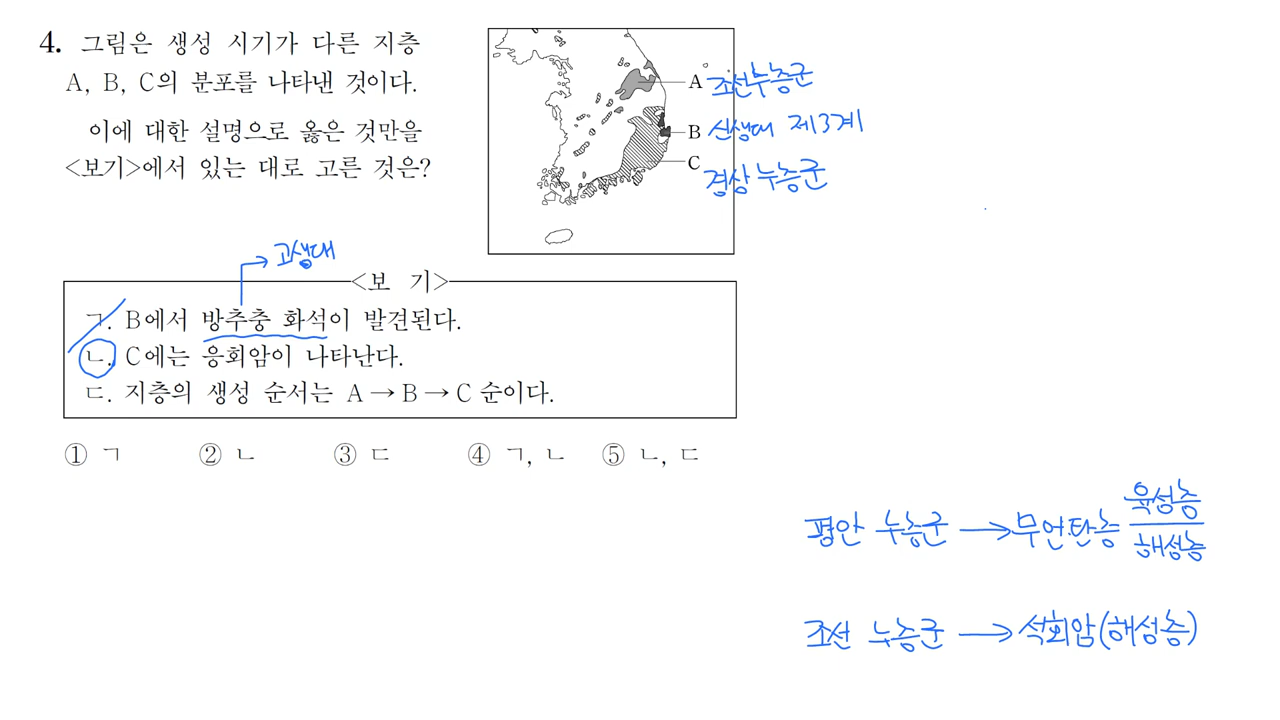 4. 그림은 생성 시기가 다른 지층
A, B, C의 분포를 나타낸 것이다.
이에 대한 설명으로 옳은 것만을
<보기>에서 있는 대로 고른 것은?
A 조선누층군
B 신생대 제3계
C 경상누층군
고생대
<보 기>
ㄱ. B에서 방추충 화석이 발견된다.
ㄴ. C에는 응회암이 나타난다.
ㄷ. 지층의 생성 순서는 A → B → C 순이다.
① ㄱ ② ㄴ ③ ㄷ ④ ㄱ, ㄴ ⑤ ㄴ, ㄷ
육성층
평안 누층군 → 무연탄층
해성층
조선 누층군 → 석회암(해성층)